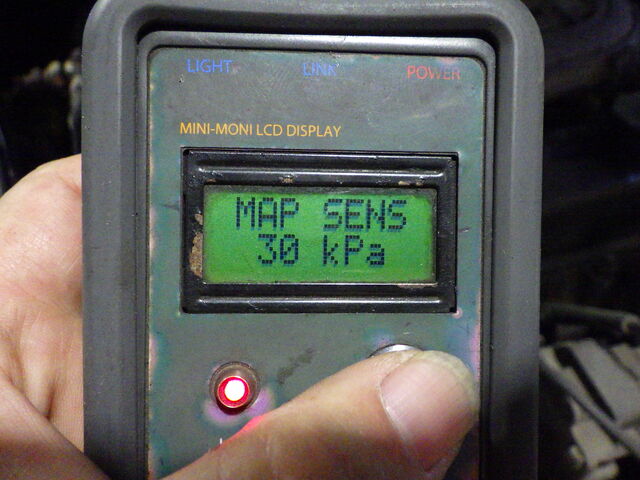 LIGHT LINK POWER
MINI-MONI LCD DISPLAY
MAP SENS
30 kPa